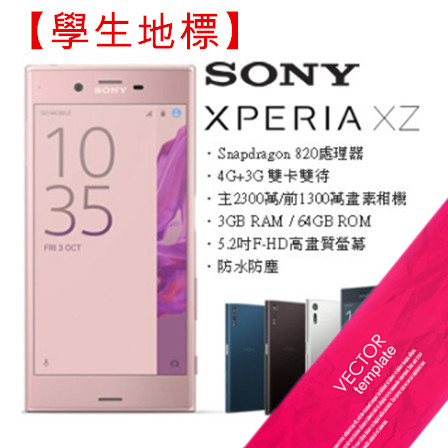 【學生地標】
SONY
XPERIA XZ
· Snapdragon 820處理器
· 4G+3G 雙卡雙待
· 主2300萬/前1300萬畫素相機
· 3GB RAM / 64GB ROM
· 5.2吋F-HD高畫質螢幕
· 防水防塵
SONY
10
35
FRI 3 OCT
VECTOR
template